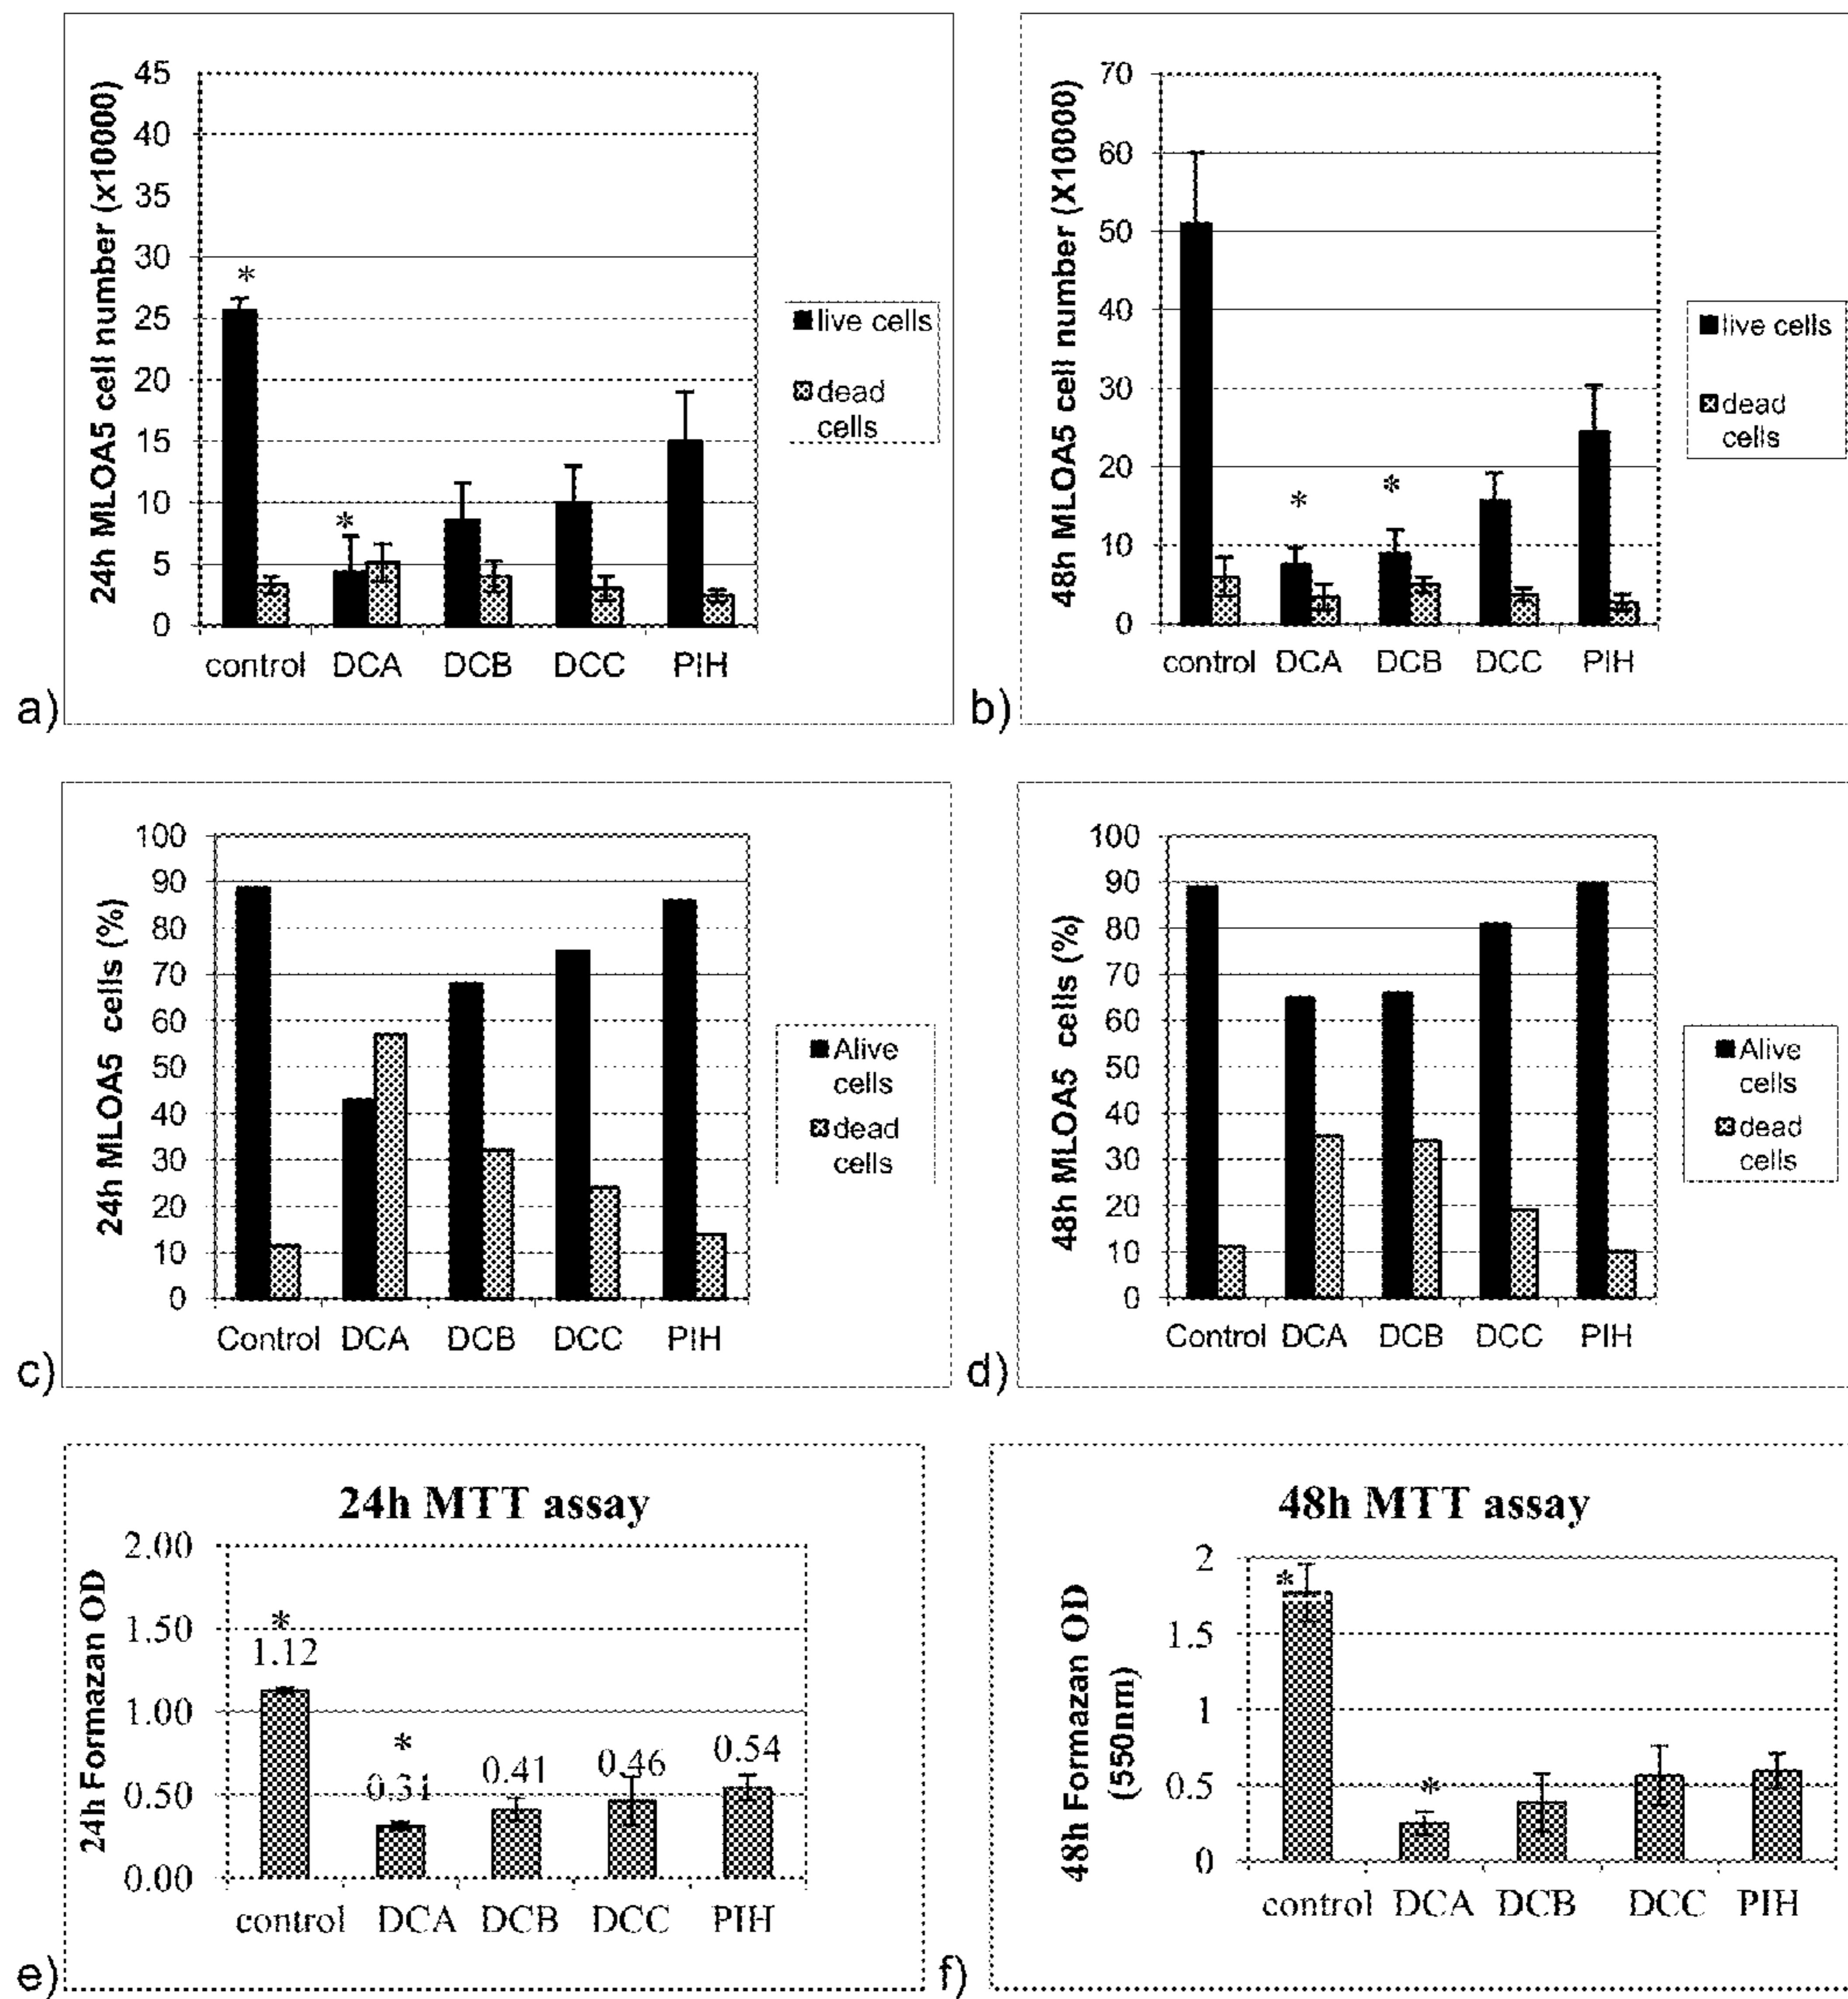 24h MLOA5 cell number (x10000)
45
40
35
30
25
20
15
10
5
0
*
*
control DCA DCB DCC PIH
live cells
dead
cells
a)
48h MLOA5 cell number (X10000)
70
60
50
40
30
20
10
0
*
*
control DCA DCB DCC PIH
live cells
dead
cells
b)
24h MLOA5 cells (%)
100
90
80
70
60
50
40
30
20
10
0
Control DCA DCB DCC PIH
Alive
cells
dead
cells
c)
48h MLOA5 cells (%)
100
90
80
70
60
50
40
30
20
10
0
Control DCA DCB DCC PIH
Alive
cells
dead
cells
d)
24h MTT assay
24h Formazan OD
2.00
1.50
1.00
0.50
0.00
*
1.12
*
0.31
0.41
0.46
0.54
control DCA DCB DCC PIH
e)
48h MTT assay
48h Formazan OD
(550nm)
2
1.5
1
0.5
0
*
*
control DCA DCB DCC PIH
f)